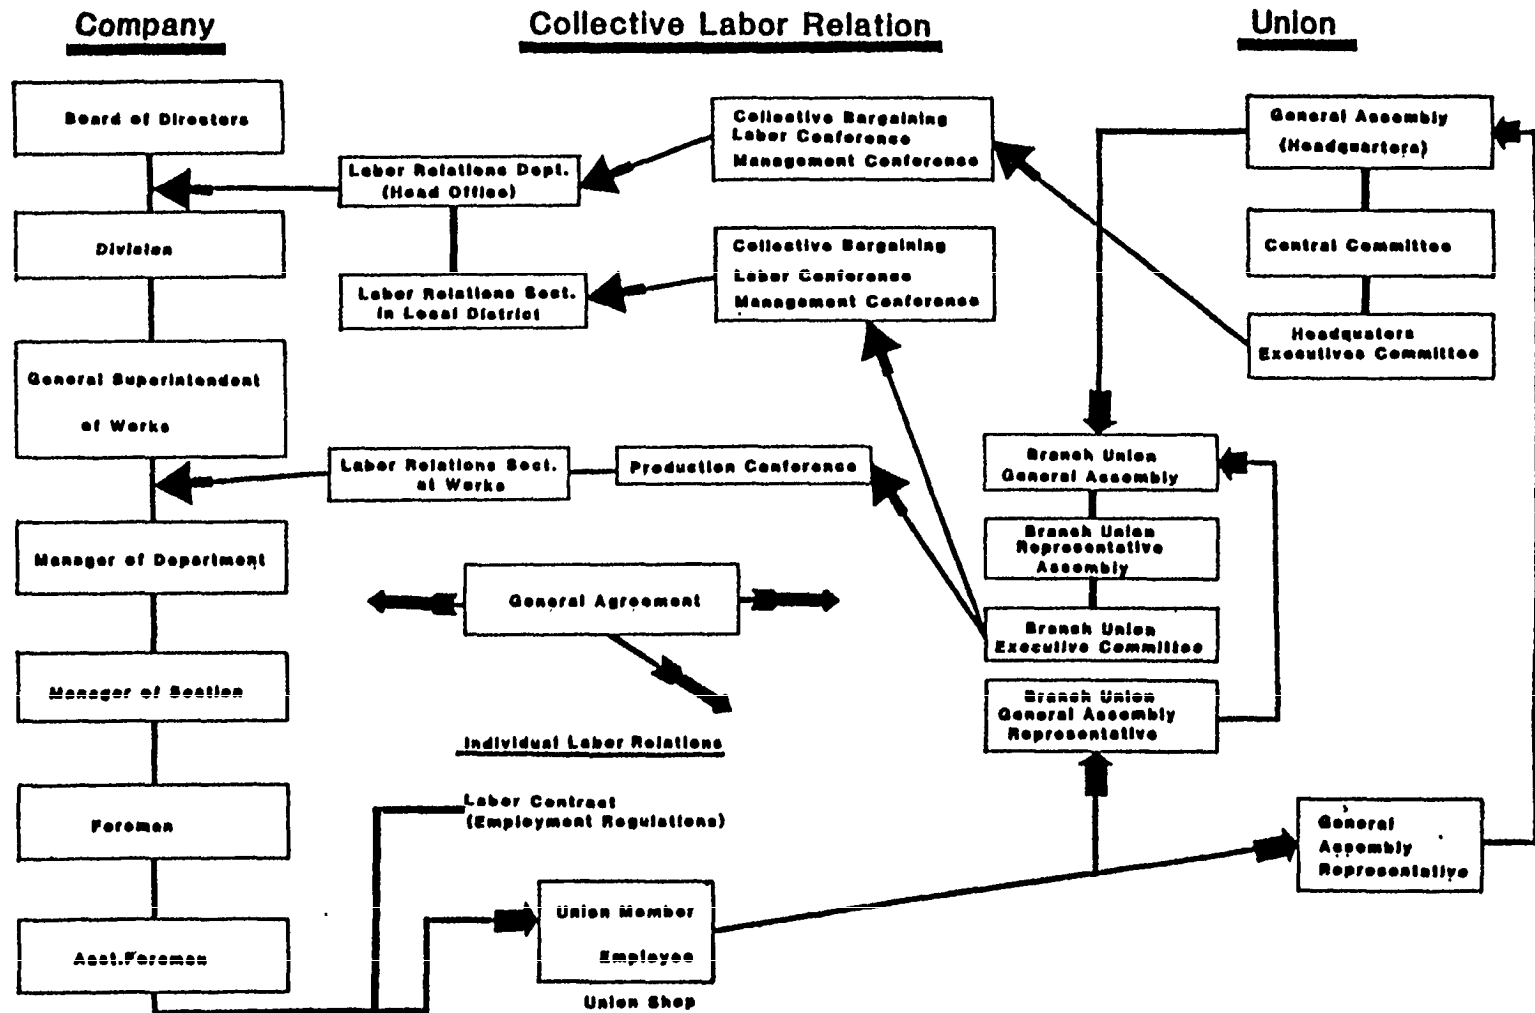 Company
Collective Labor Relation
Union
Board of Directors
Division
General Superintendent
of Works
Manager of Department
Manager of Section
Foreman
Asst.Foreman
Labor Relations Dept.
(Head Office)
Labor Relations Sect.
in Local District
Labor Relations Sect.
at Works
Collective Bargaining
Labor Conference
Management Conference
Collective Bargaining
Labor Conference
Management Conference
Production Conference
General Agreement
Individual Labor Relations
Labor Contract
(Employment Regulations)
Union Member
Employee
Union Shop
General Assembly
(Headquarters)
Central Committee
Headquaters
Executives Committee
Branch Union
General Assembly
Branch Union
Representative
Assembly
Branch Union
Executive Committee
Branch Union
General Assembly
Representative
General
Assembly
Representative